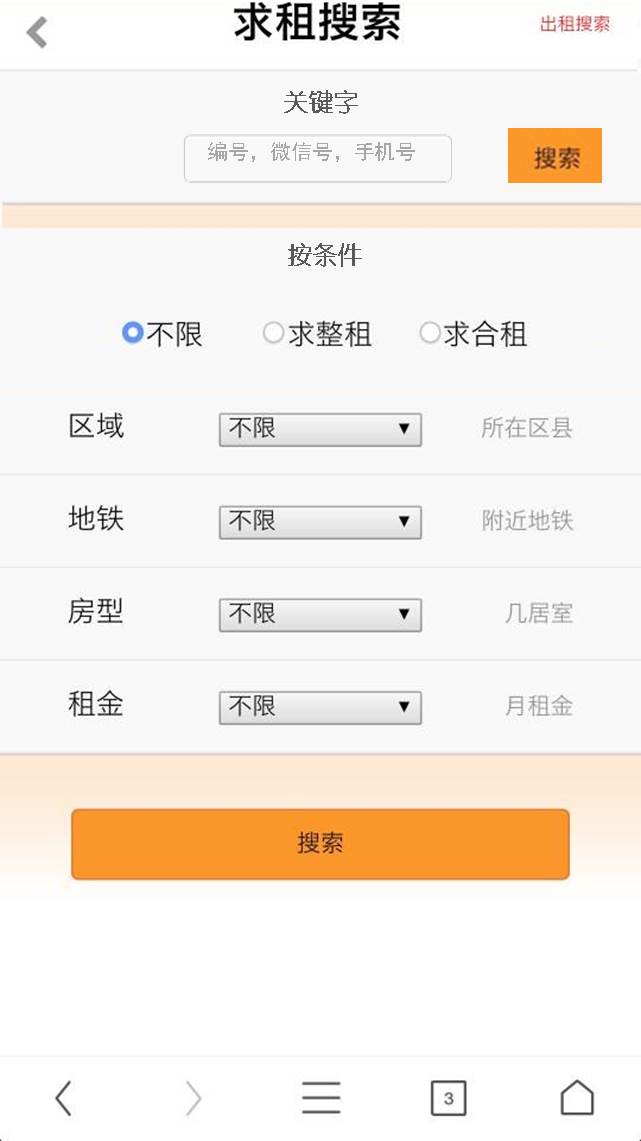 求租搜索
出租搜索
关键字
编号，微信号，手机号
搜索
按条件
不限 求整租 求合租
区域 不限 ▼ 所在区县
地铁 不限 ▼ 附近地铁
房型 不限 ▼ 几居室
租金 不限 ▼ 月租金
搜索
3